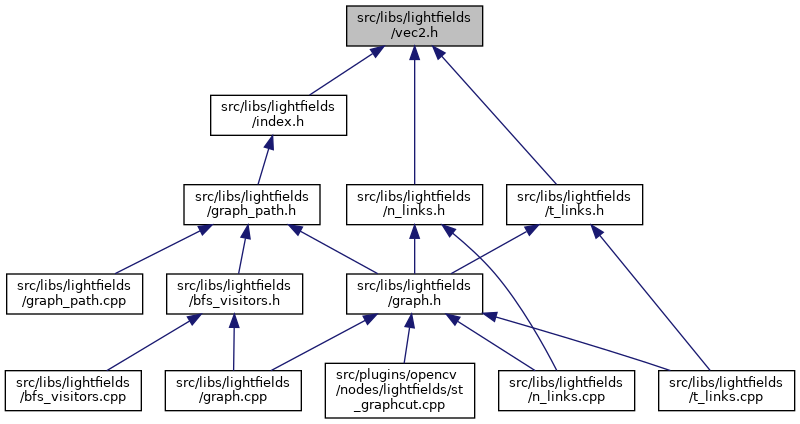 src/libs/lightfields
/vec2.h
src/libs/lightfields
/index.h
src/libs/lightfields
/graph_path.h
src/libs/lightfields
/n_links.h
src/libs/lightfields
/t_links.h
src/libs/lightfields
/graph_path.cpp
src/libs/lightfields
/bfs_visitors.h
src/libs/lightfields
/graph.h
src/libs/lightfields
/bfs_visitors.cpp
src/libs/lightfields
/graph.cpp
src/plugins/opencv
/nodes/lightfields/st
_graphcut.cpp
src/libs/lightfields
/n_links.cpp
src/libs/lightfields
/t_links.cpp